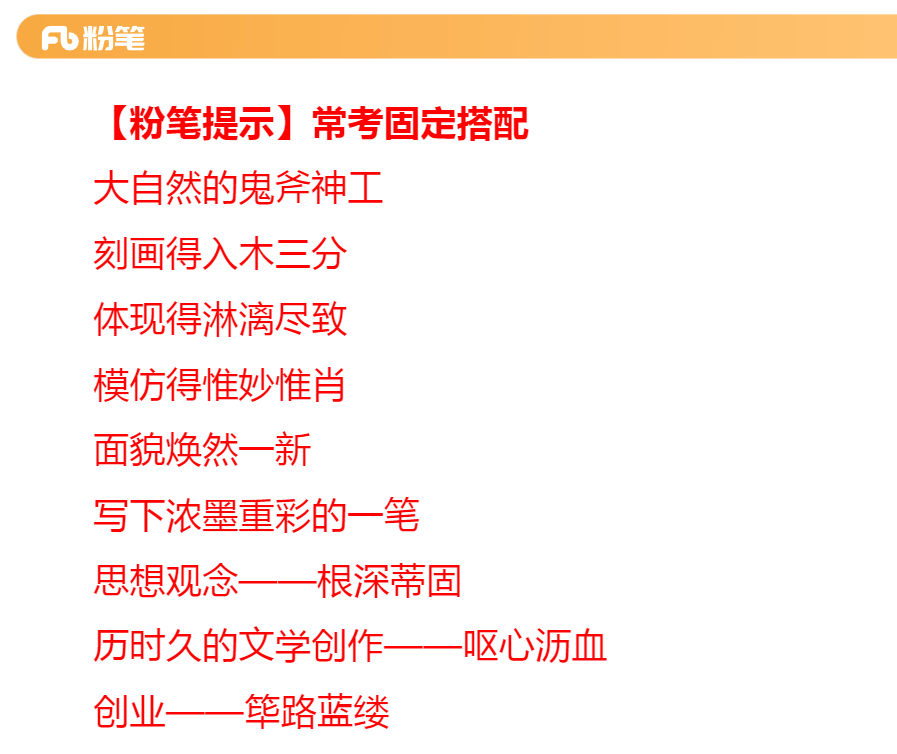 粉笔
【粉笔提示】常考固定搭配
大自然的鬼斧神工
刻画得入木三分
体现得淋漓尽致
模仿得惟妙惟肖
面貌焕然一新
写下浓墨重彩的一笔
思想观念——根深蒂固
历时久的文学创作——呕心沥血
创业——筚路蓝缕